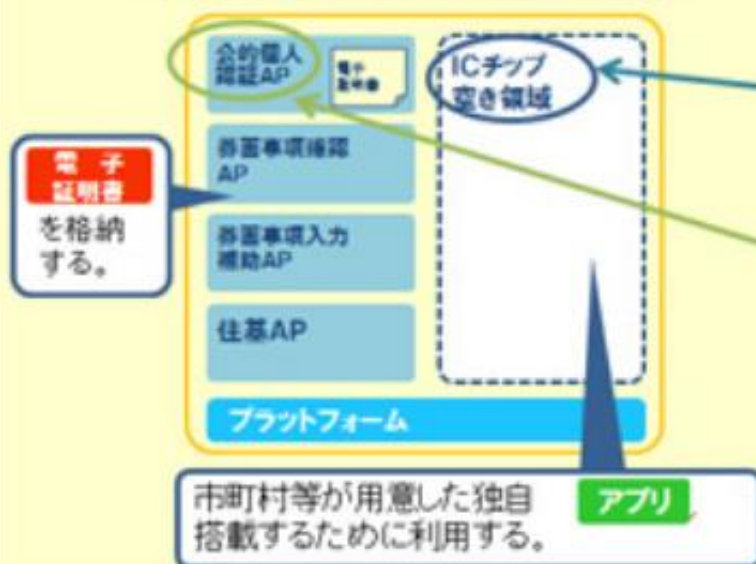 公的個人
認証AP
電子
証明書
ICチップ
空き領域
電 子
証明書
を格納
する。
券面事項確認
AP
券面事項入力
補助AP
住基AP
プラットフォーム
市町村等が用意した独自 アプリ
搭載するために利用する。